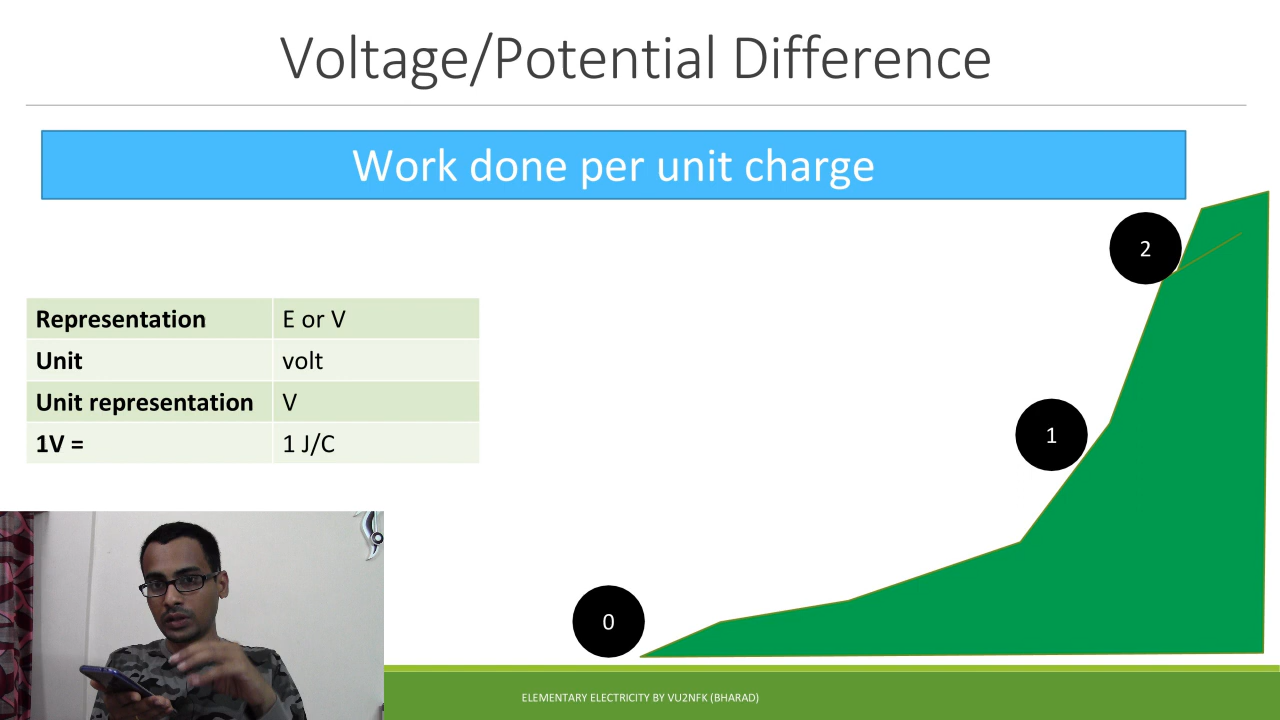 Voltage/Potential Difference
Work done per unit charge
2
Representation E or V
Unit volt
Unit representation V
1V = 1 J/C
1
0
ELEMENTARY ELECTRICITY BY VU2NFK (BHARAD)